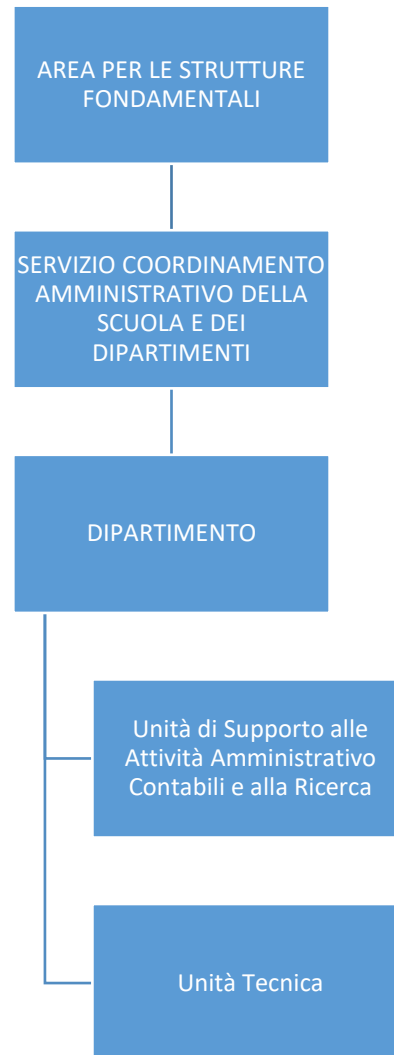 AREA PER LE STRUTTURE
FONDAMENTALI
SERVIZIO COORDINAMENTO
AMMINISTRATIVO DELLA
SCUOLA E DEI
DIPARTIMENTI
DIPARTIMENTO
Unità di Supporto alle
Attività Amministrativo
Contabili e alla Ricerca
Unità Tecnica